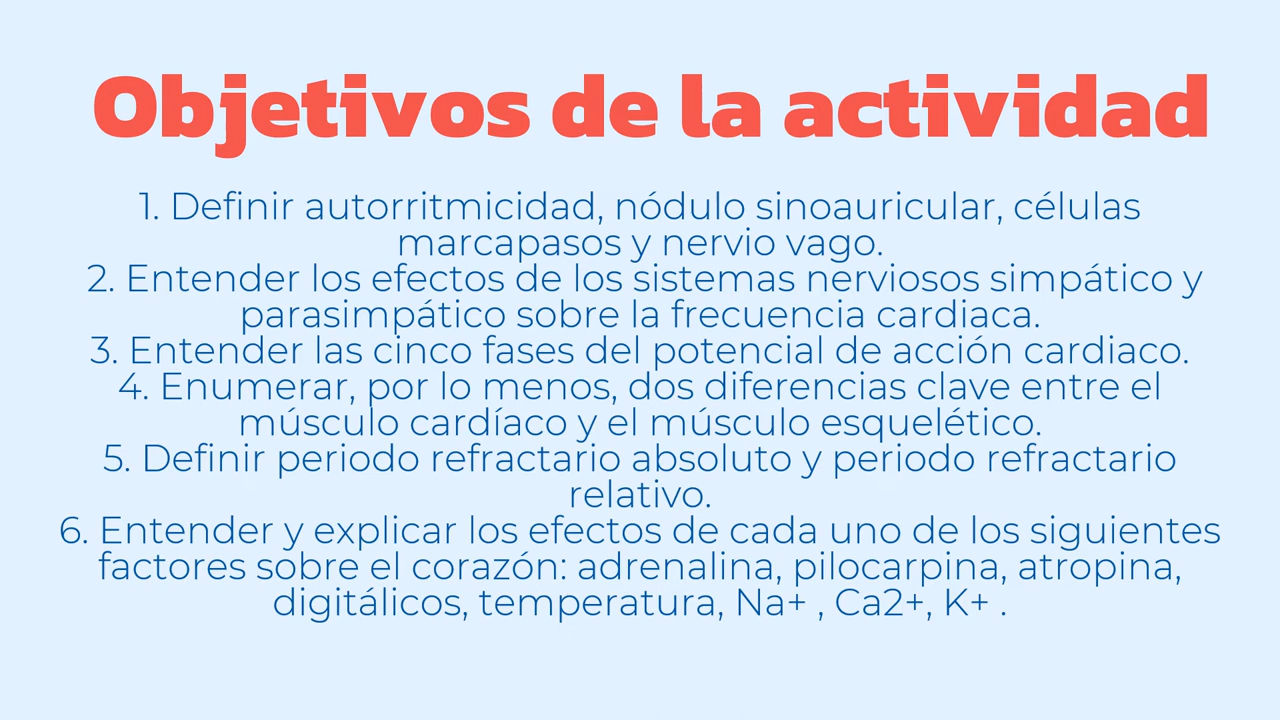 Objetivos de la actividad
1. Definir autorritmicidad, nódulo sinoauricular, células
marcapasos y nervio vago.
2. Entender los efectos de los sistemas nerviosos simpático y
parasimpático sobre la frecuencia cardiaca.
3. Entender las cinco fases del potencial de acción cardiaco.
4. Enumerar, por lo menos, dos diferencias clave entre el
músculo cardíaco y el músculo esquelético.
5. Definir periodo refractario absoluto y periodo refractario
relativo.
6. Entender y explicar los efectos de cada uno de los siguientes
factores sobre el corazón: adrenalina, pilocarpina, atropina,
digitálicos, temperatura, Na+ , Ca2+, K+ .